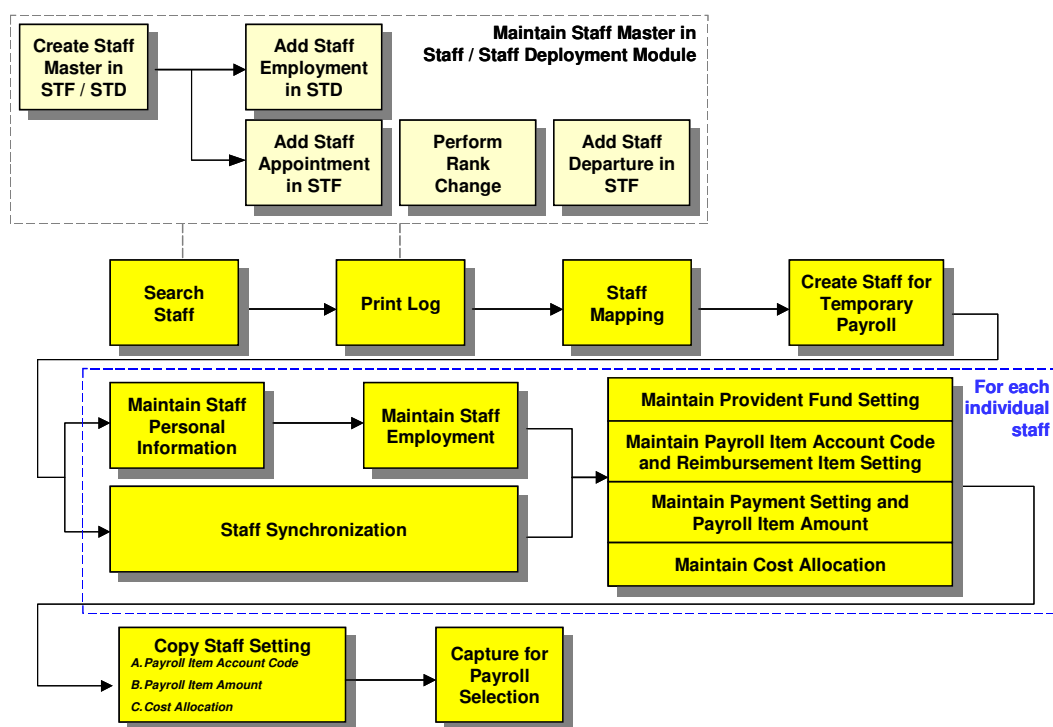 Maintain Staff Master in
Staff / Staff Deployment Module
Create Staff
Master in
STF / STD
Add Staff
Employment
in STD
Add Staff
Appointment
in STF
Perform
Rank
Change
Add Staff
Departure in
STF
Search
Staff
Print Log
Staff
Mapping
Create Staff for
Temporary
Payroll
For each
individual
staff
Maintain Staff
Personal
Information
Maintain Staff
Employment
Staff Synchronization
Maintain Provident Fund Setting
Maintain Payroll Item Account Code
and Reimbursement Item Setting
Maintain Payment Setting and
Payroll Item Amount
Maintain Cost Allocation
Copy Staff Setting
A. Payroll Item Account Code
B. Payroll Item Amount
C. Cost Allocation
Capture for
Payroll
Selection